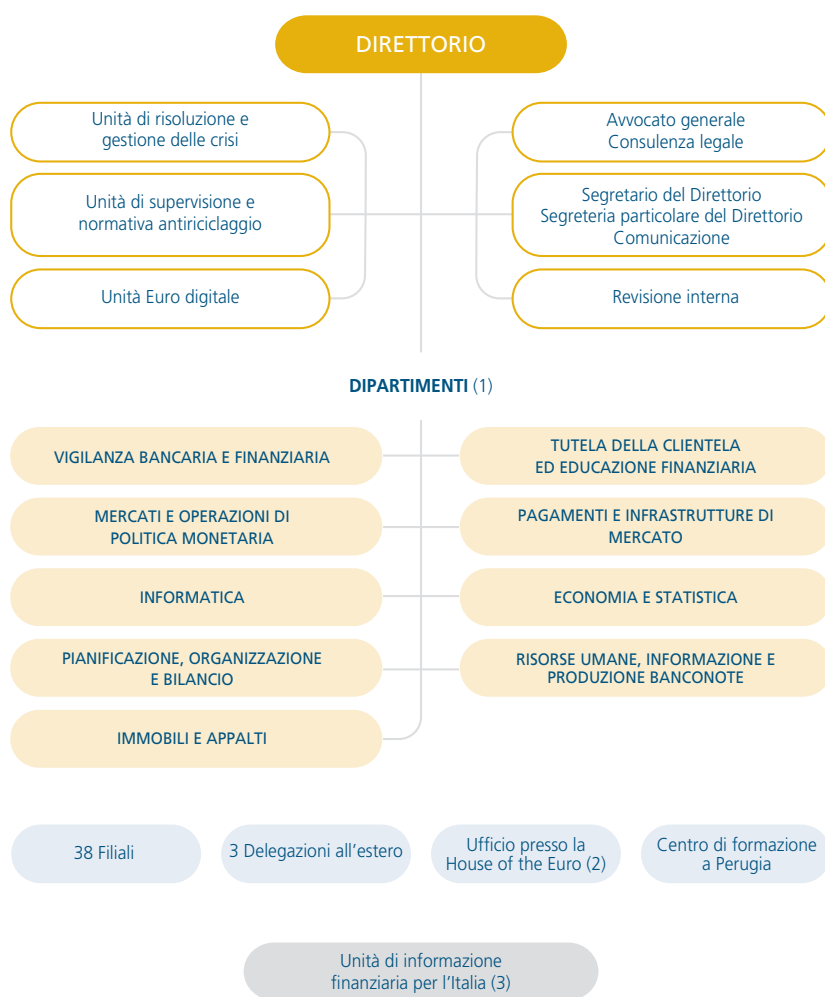 DIRETTORIO
Unità di risoluzione e
gestione delle crisi
Avvocato generale
Consulenza legale
Unità di supervisione e
normativa antiriciclaggio
Segretario del Direttorio
Segreteria particolare del Direttorio
Comunicazione
Unità Euro digitale
Revisione interna
DIPARTIMENTI (1)
VIGILANZA BANCARIA E FINANZIARIA
TUTELA DELLA CLIENTELA
ED EDUCAZIONE FINANZIARIA
MERCATI E OPERAZIONI DI
POLITICA MONETARIA
PAGAMENTI E INFRASTRUTTURE DI
MERCATO
INFORMATICA
ECONOMIA E STATISTICA
PIANIFICAZIONE, ORGANIZZAZIONE
E BILANCIO
RISORSE UMANE, INFORMAZIONE E
PRODUZIONE BANCONOTE
IMMOBILI E APPALTI
38 Filiali
3 Delegazioni all’estero
Ufficio presso la
House of the Euro (2)
Centro di formazione
a Perugia
Unità di informazione
finanziaria per l’Italia (3)